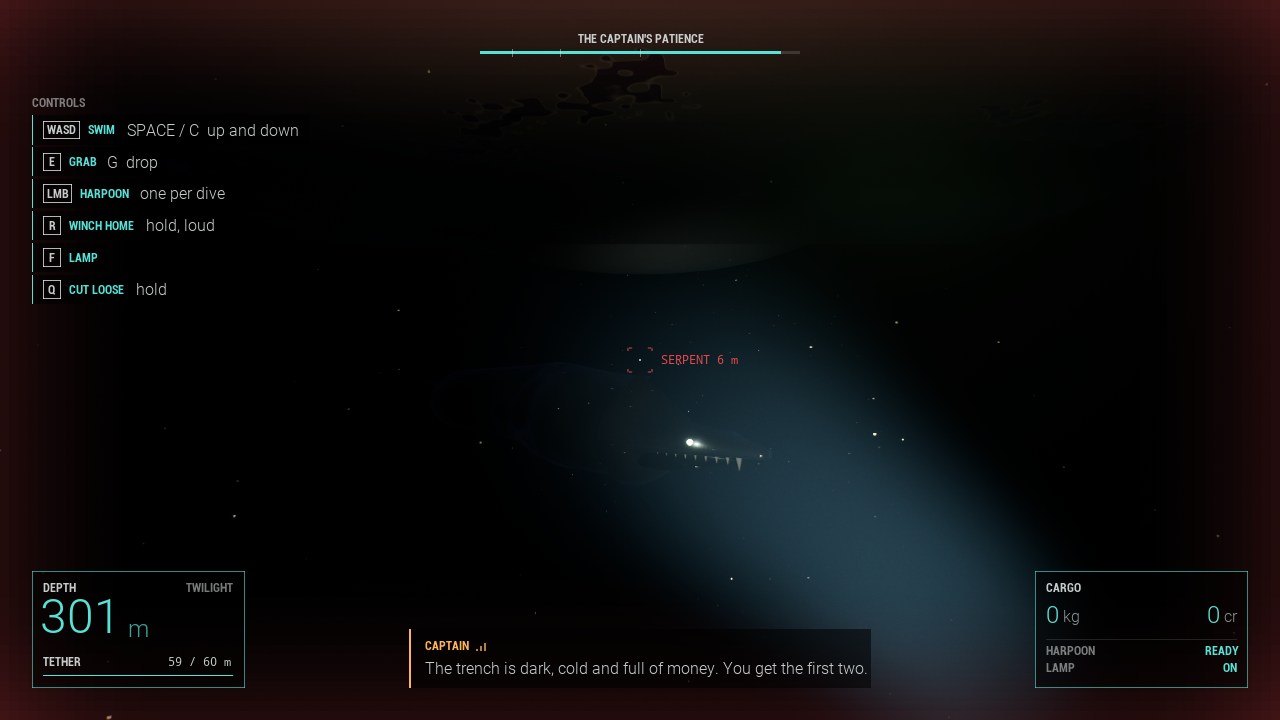 THE CAPTAIN'S PATIENCE
CONTROLS
WASD SWIM SPACE / C up and down
E GRAB G drop
LMB HARPOON one per dive
R WINCH HOME hold, loud
F LAMP
Q CUT LOOSE hold
SERPENT 6 m
DEPTH TWILIGHT
301 m
TETHER 59 / 60 m
CAPTAIN
The trench is dark, cold and full of money. You get the first two.
CARGO
0 kg 0 cr
HARPOON READY
LAMP ON